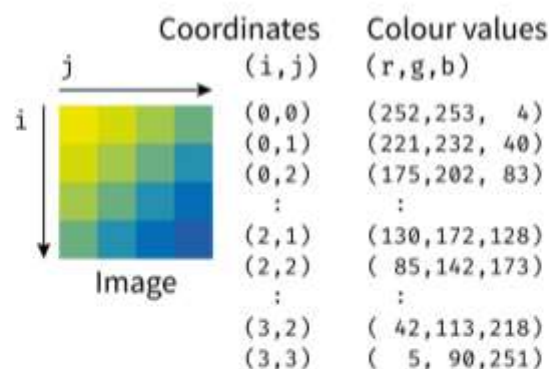 Coordinates Colour values
j (i,j) (r,g,b)
i (0,0) (252,253, 4)
(0,1) (221,232, 40)
(0,2) (175,202, 83)
: :
(2,1) (130,172,128)
(2,2) ( 85,142,173)
Image
: :
(3,2) ( 42,113,218)
(3,3) ( 5, 90,251)